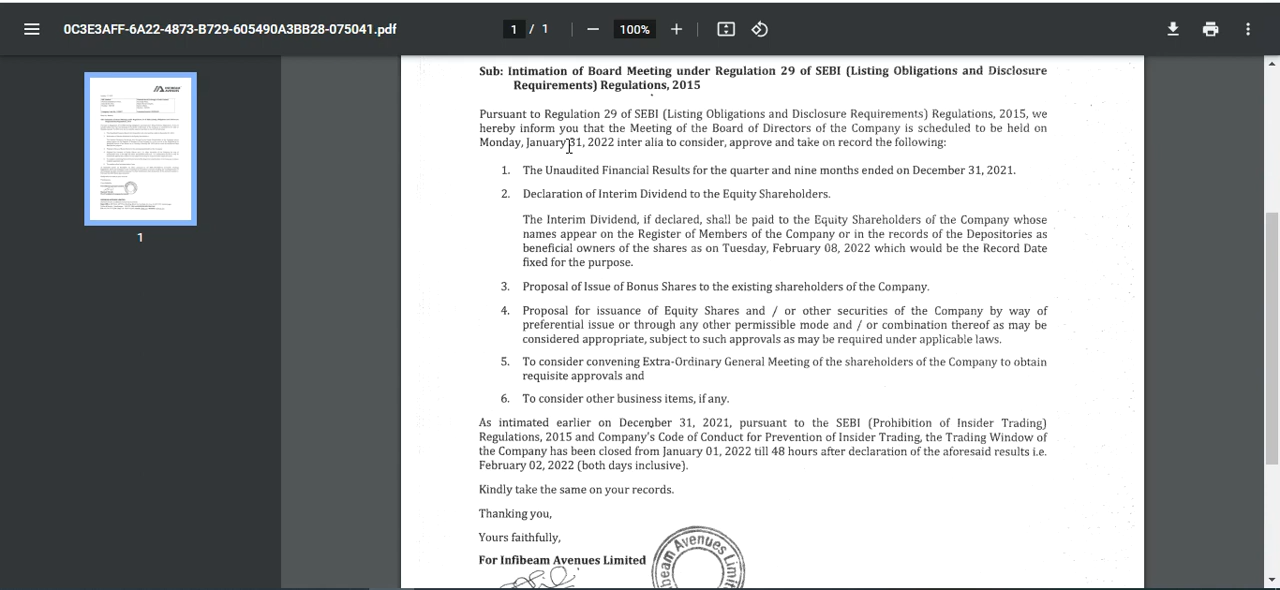 0C3E3AFF-6A22-4873-B729-605490A3BB28-075041.pdf
1 / 1
100%
1
Sub: Intimation of Board Meeting under Regulation 29 of SEBI (Listing Obligations and Disclosure
Requirements) Regulations, 2015
Pursuant to Regulation 29 of SEBI (Listing Obligations and Disclosure Requirements) Regulations, 2015, we
hereby inform you that the Meeting of the Board of Directors of the Company is scheduled to be held on
Monday, January 2022 inter alia to consider, approve and take on record the following:
1. The Unaudited Financial Results for the quarter and nine months ended on December 31, 2021.
2. Declaration of Interim Dividend to the Equity Shareholders
The Interim Dividend, if declared, shall be paid to the Equity Shareholders of the Company whose
names appear on the Register of Members of the Company or in the records of the Depositories as
beneficial owners of the shares as on Tuesday, February 08, 2022 which would be the Record Date
fixed for the purpose.
3. Proposal of Issue of Bonus Shares to the existing shareholders of the Company.
4. Proposal for issuance of Equity Shares and / or other securities of the Company by way of
preferential issue or through any other permissible mode and / or combination thereof as may be
considered appropriate, subject to such approvals as may be required under applicable laws.
5. To consider convening Extra-Ordinary General Meeting of the shareholders of the Company to obtain
requisite approvals and
6. To consider other business items, if any.
As intimated earlier on December 31, 2021, pursuant to the SEBI (Prohibition of Insider Trading)
Regulations, 2015 and Company's Code of Conduct for Prevention of Insider Trading, the Trading Window of
the Company has been closed from January 01, 2022 till 48 hours after declaration of the aforesaid results i.e.
February 02, 2022 (both days inclusive).
Kindly take the same on your records.
Thanking you,
Yours faithfully,
For Infibeam Avenues Limited